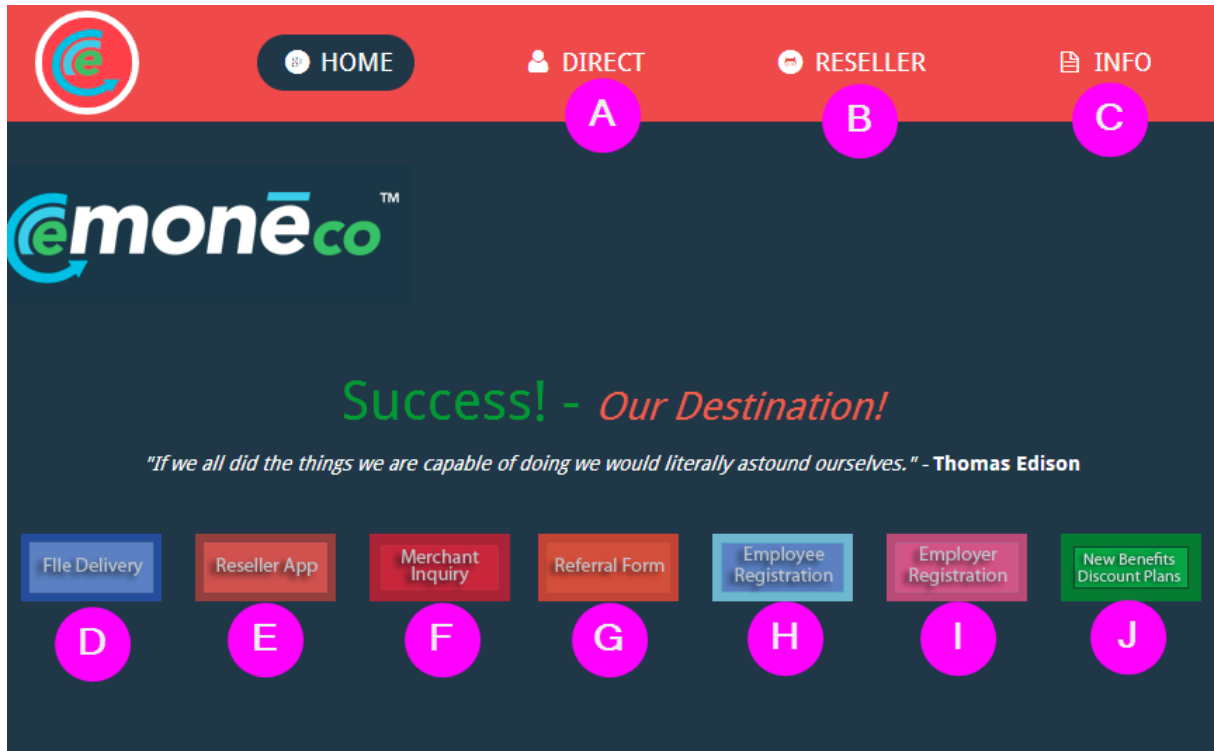 e HOME DIRECT RESELLER INFO
A B C
emonēco™
Success! - Our Destination!
"If we all did the things we are capable of doing we would literally astound ourselves." - Thomas Edison
FIle Delivery
Reseller App
Merchant
Inquiry
Referral Form
Employee
Registration
Employer
Registration
New Benefits
Discount Plans
D E F G H I J